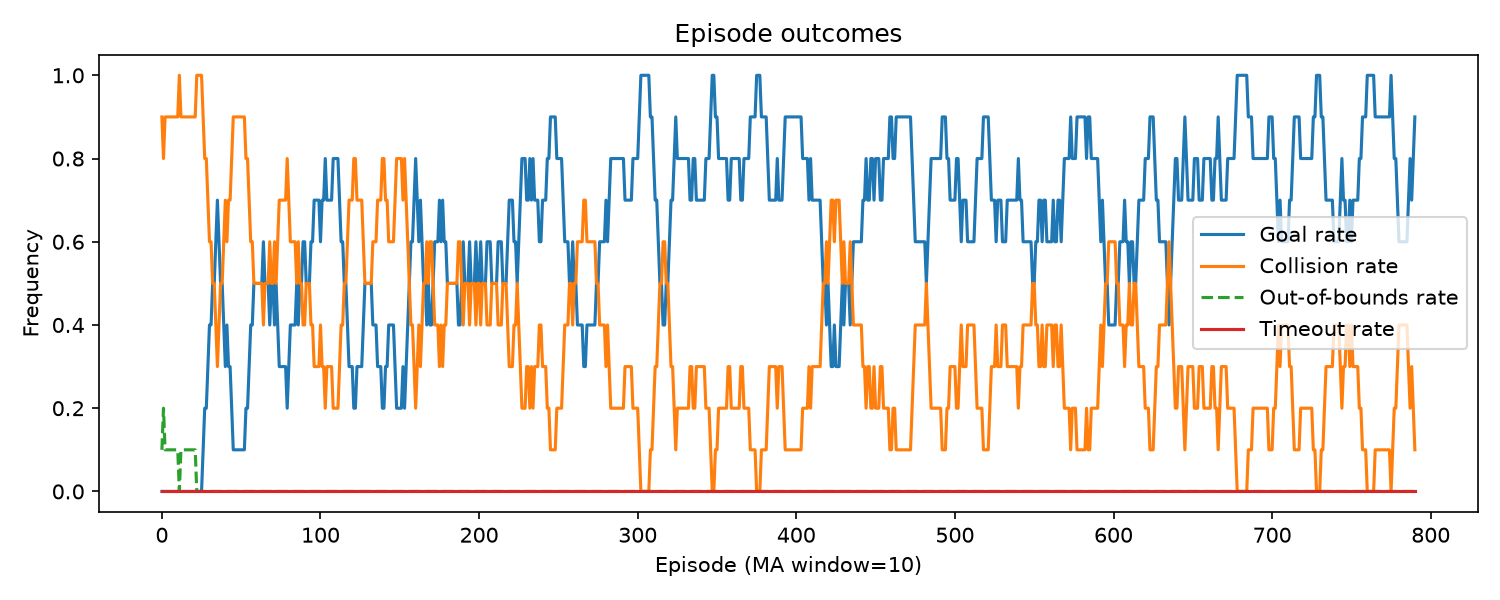 Episode outcomes
Frequency
1.0
0.8
0.6
0.4
0.2
0.0
Goal rate
Collision rate
Out-of-bounds rate
Timeout rate
0 100 200 300 400 500 600 700 800
Episode (MA window=10)